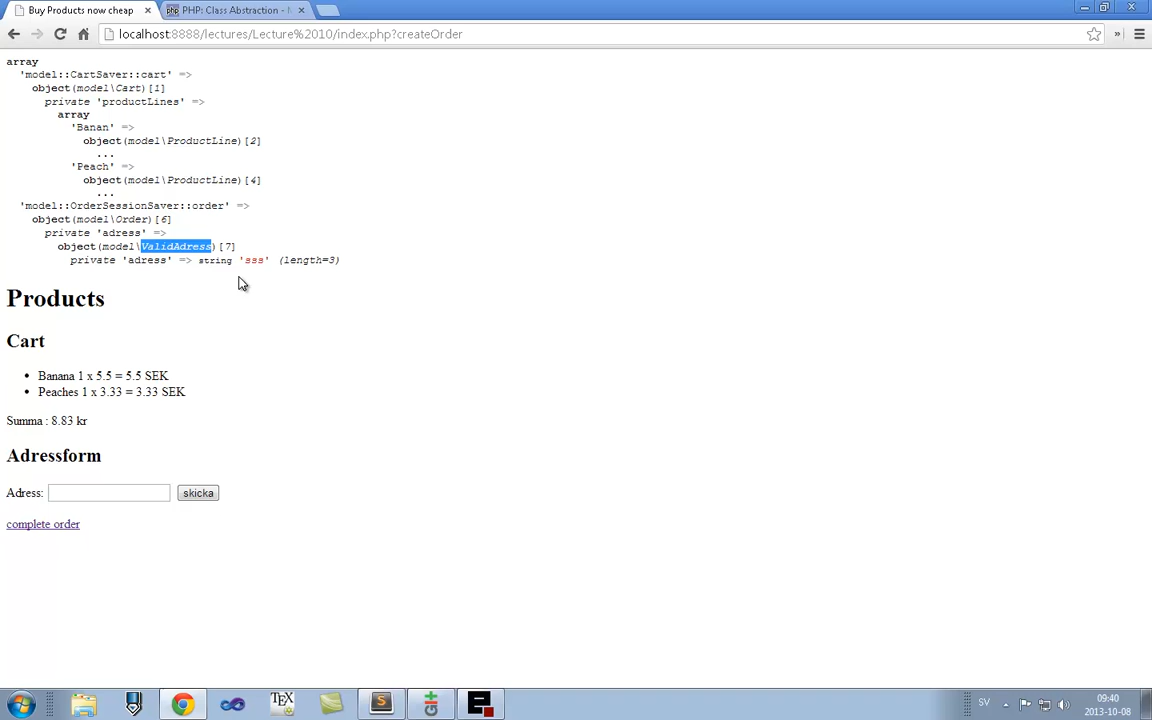 Buy Products now cheap
PHP: Class Abstraction -
localhost:8888/lectures/Lecture%2010/index.php?createOrder
array
'model::CartSaver::cart' =>
object(model\Cart)[1]
private 'productLines' =>
array
'Banan' =>
object(model\ProductLine)[2]
...
'Peach' =>
object(model\ProductLine)[4]
...
'model::OrderSessionSaver::order' =>
object(model\Order)[6]
private 'adress' =>
object(model\ValidAdress)[7]
private 'adress' => string 'sss' (length=3)
Products
Cart
• Banana 1 x 5.5 = 5.5 SEK
• Peaches 1 x 3.33 = 3.33 SEK
Summa : 8.83 kr
Adressform
Adress:
skicka
complete order
SV
09:40
2013-10-08